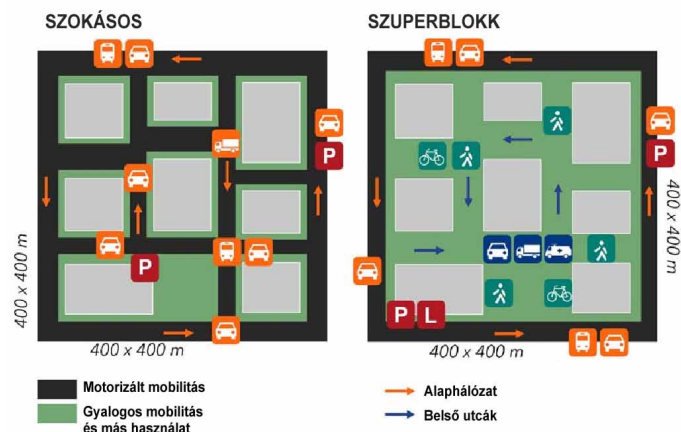 SZOKÁSOS
SZUPERBLOKK
P
P
P
P L
400 x 400 m
400 x 400 m
400 x 400 m
400 x 400 m
Motorizált mobilitás
Gyalogos mobilitás
és más használat
Alaphálózat
Belső utcák